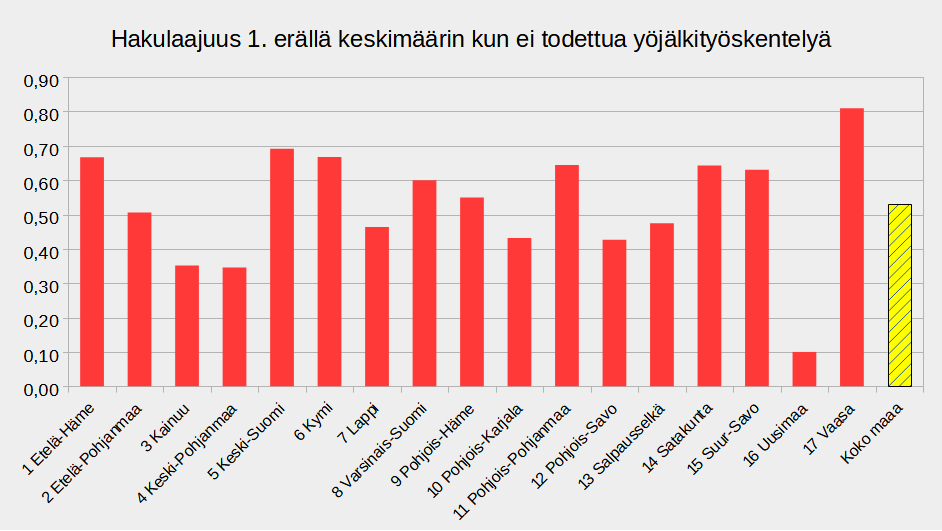 Hakulaajuus 1. erällä keskimäärin kun ei todettua yöjälkityöskentelyä
0,90
0,80
0,70
0,60
0,50
0,40
0,30
0,20
0,10
0,00
1 Etelä-Häme
2 Etelä-Pohjanmaa
3 Kainuu
4 Keski-Pohjanmaa
5 Keski-Suomi
6 Kymi
7 Lappi
8 Varsinais-Suomi
9 Pohjois-Häme
10 Pohjois-Karjala
11 Pohjois-Pohjanmaa
12 Pohjois-Savo
13 Salpausselkä
14 Satakunta
15 Suur-Savo
16 Uusimaa
17 Vaasa
Koko maaa